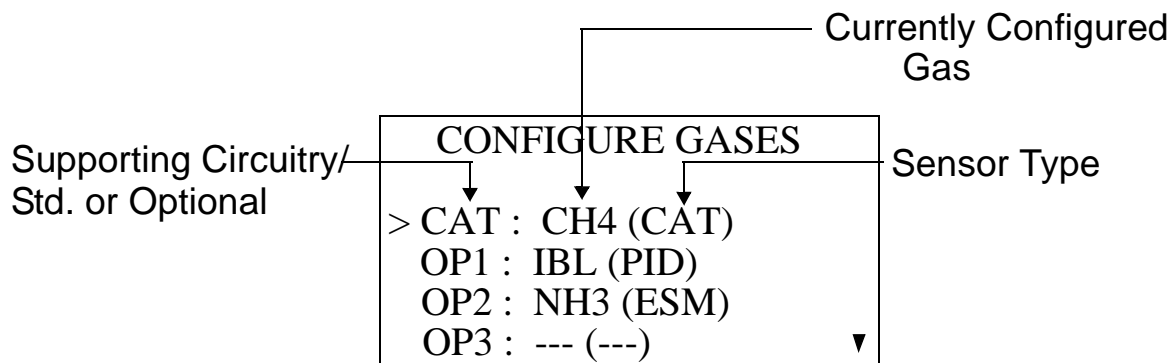 Currently Configured
Gas
CONFIGURE GASES
Supporting Circuitry/
Std. or Optional
Sensor Type
> CAT : CH4 (CAT)
OP1 : IBL (PID)
OP2 : NH3 (ESM)
OP3 : --- (---)